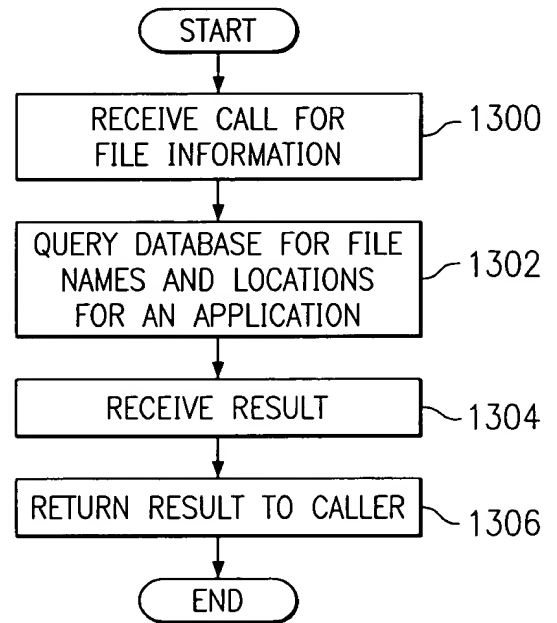 START
RECEIVE CALL FOR
FILE INFORMATION
1300
QUERY DATABASE FOR FILE
NAMES AND LOCATIONS
FOR AN APPLICATION
1302
RECEIVE RESULT
1304
RETURN RESULT TO CALLER
1306
END